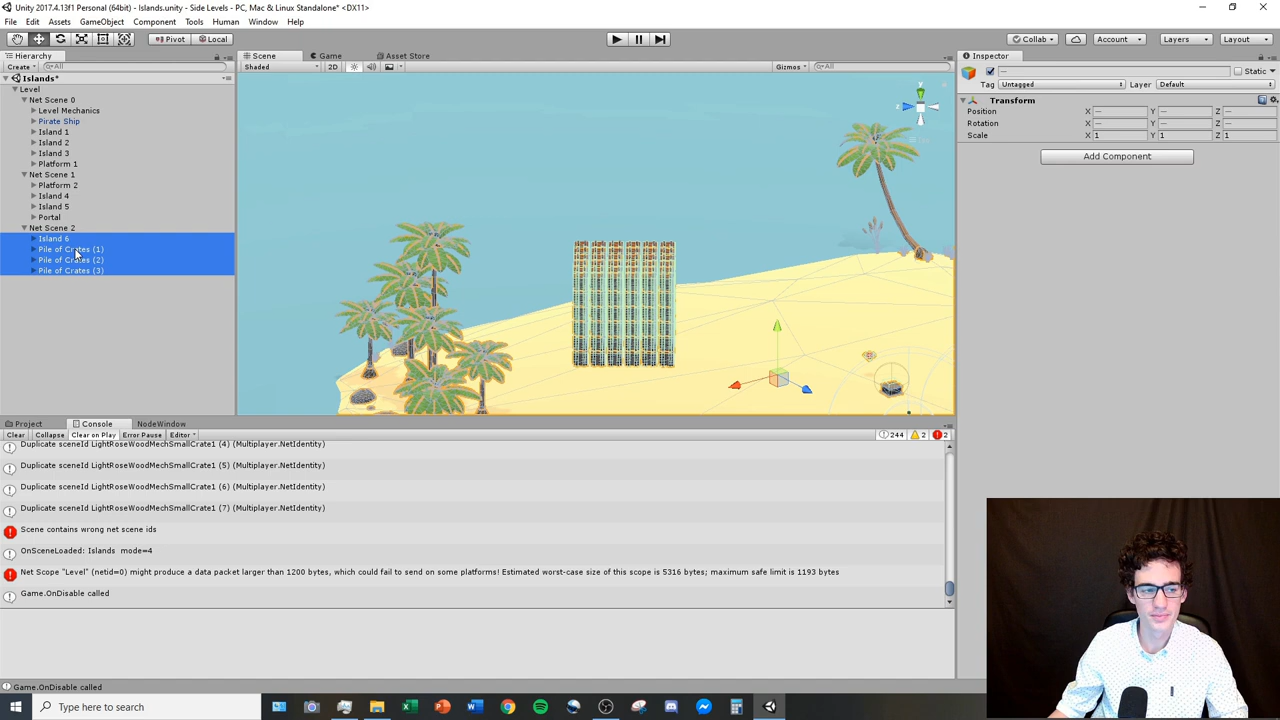 Unity 2017.4.13f1 Personal (64bit) - Islands.unity - Side Levels - PC, Mac & Linux Standalone* <DX11>
File Edit Assets GameObject Component Tools Human Window Help
Pivot Local Collab Account Layers Layout
Hierarchy Scene Game Asset Store Inspector
Create All Shaded 2D Gizmos All Static
Tag Untagged Layer Default
Islands*
Level
Net Scene 0
Level Mechanics
Pirate Ship
Island 1
Island 2
Island 3
Platform 1
Net Scene 1
Platform 2
Island 4
Island 5
Portal
Net Scene 2
Island 6
Pile of Crates (1)
Pile of Crates (2)
Pile of Crates (3)
y
z
Transform
Position X — Y — Z —
Rotation X — Y — Z —
Scale X 1 Y 1 Z 1
Add Component
Project Console NodeWindow
Clear Collapse Clear on Play Error Pause Editor 244 2 2
Duplicate sceneId LightRoseWoodMechSmallCrate1 (4) (Multiplayer.NetIdentity)
Duplicate sceneId LightRoseWoodMechSmallCrate1 (5) (Multiplayer.NetIdentity)
Duplicate sceneId LightRoseWoodMechSmallCrate1 (6) (Multiplayer.NetIdentity)
Duplicate sceneId LightRoseWoodMechSmallCrate1 (7) (Multiplayer.NetIdentity)
Scene contains wrong net scene ids
OnSceneLoaded: Islands mode=4
Net Scope "Level" (netid=0) might produce a data packet larger than 1200 bytes, which could fail to send on some platforms! Estimated worst-case size of this scope is 5316 bytes; maximum safe limit is 1193 bytes
Game.OnDisable called
Game.OnDisable called
Type here to search